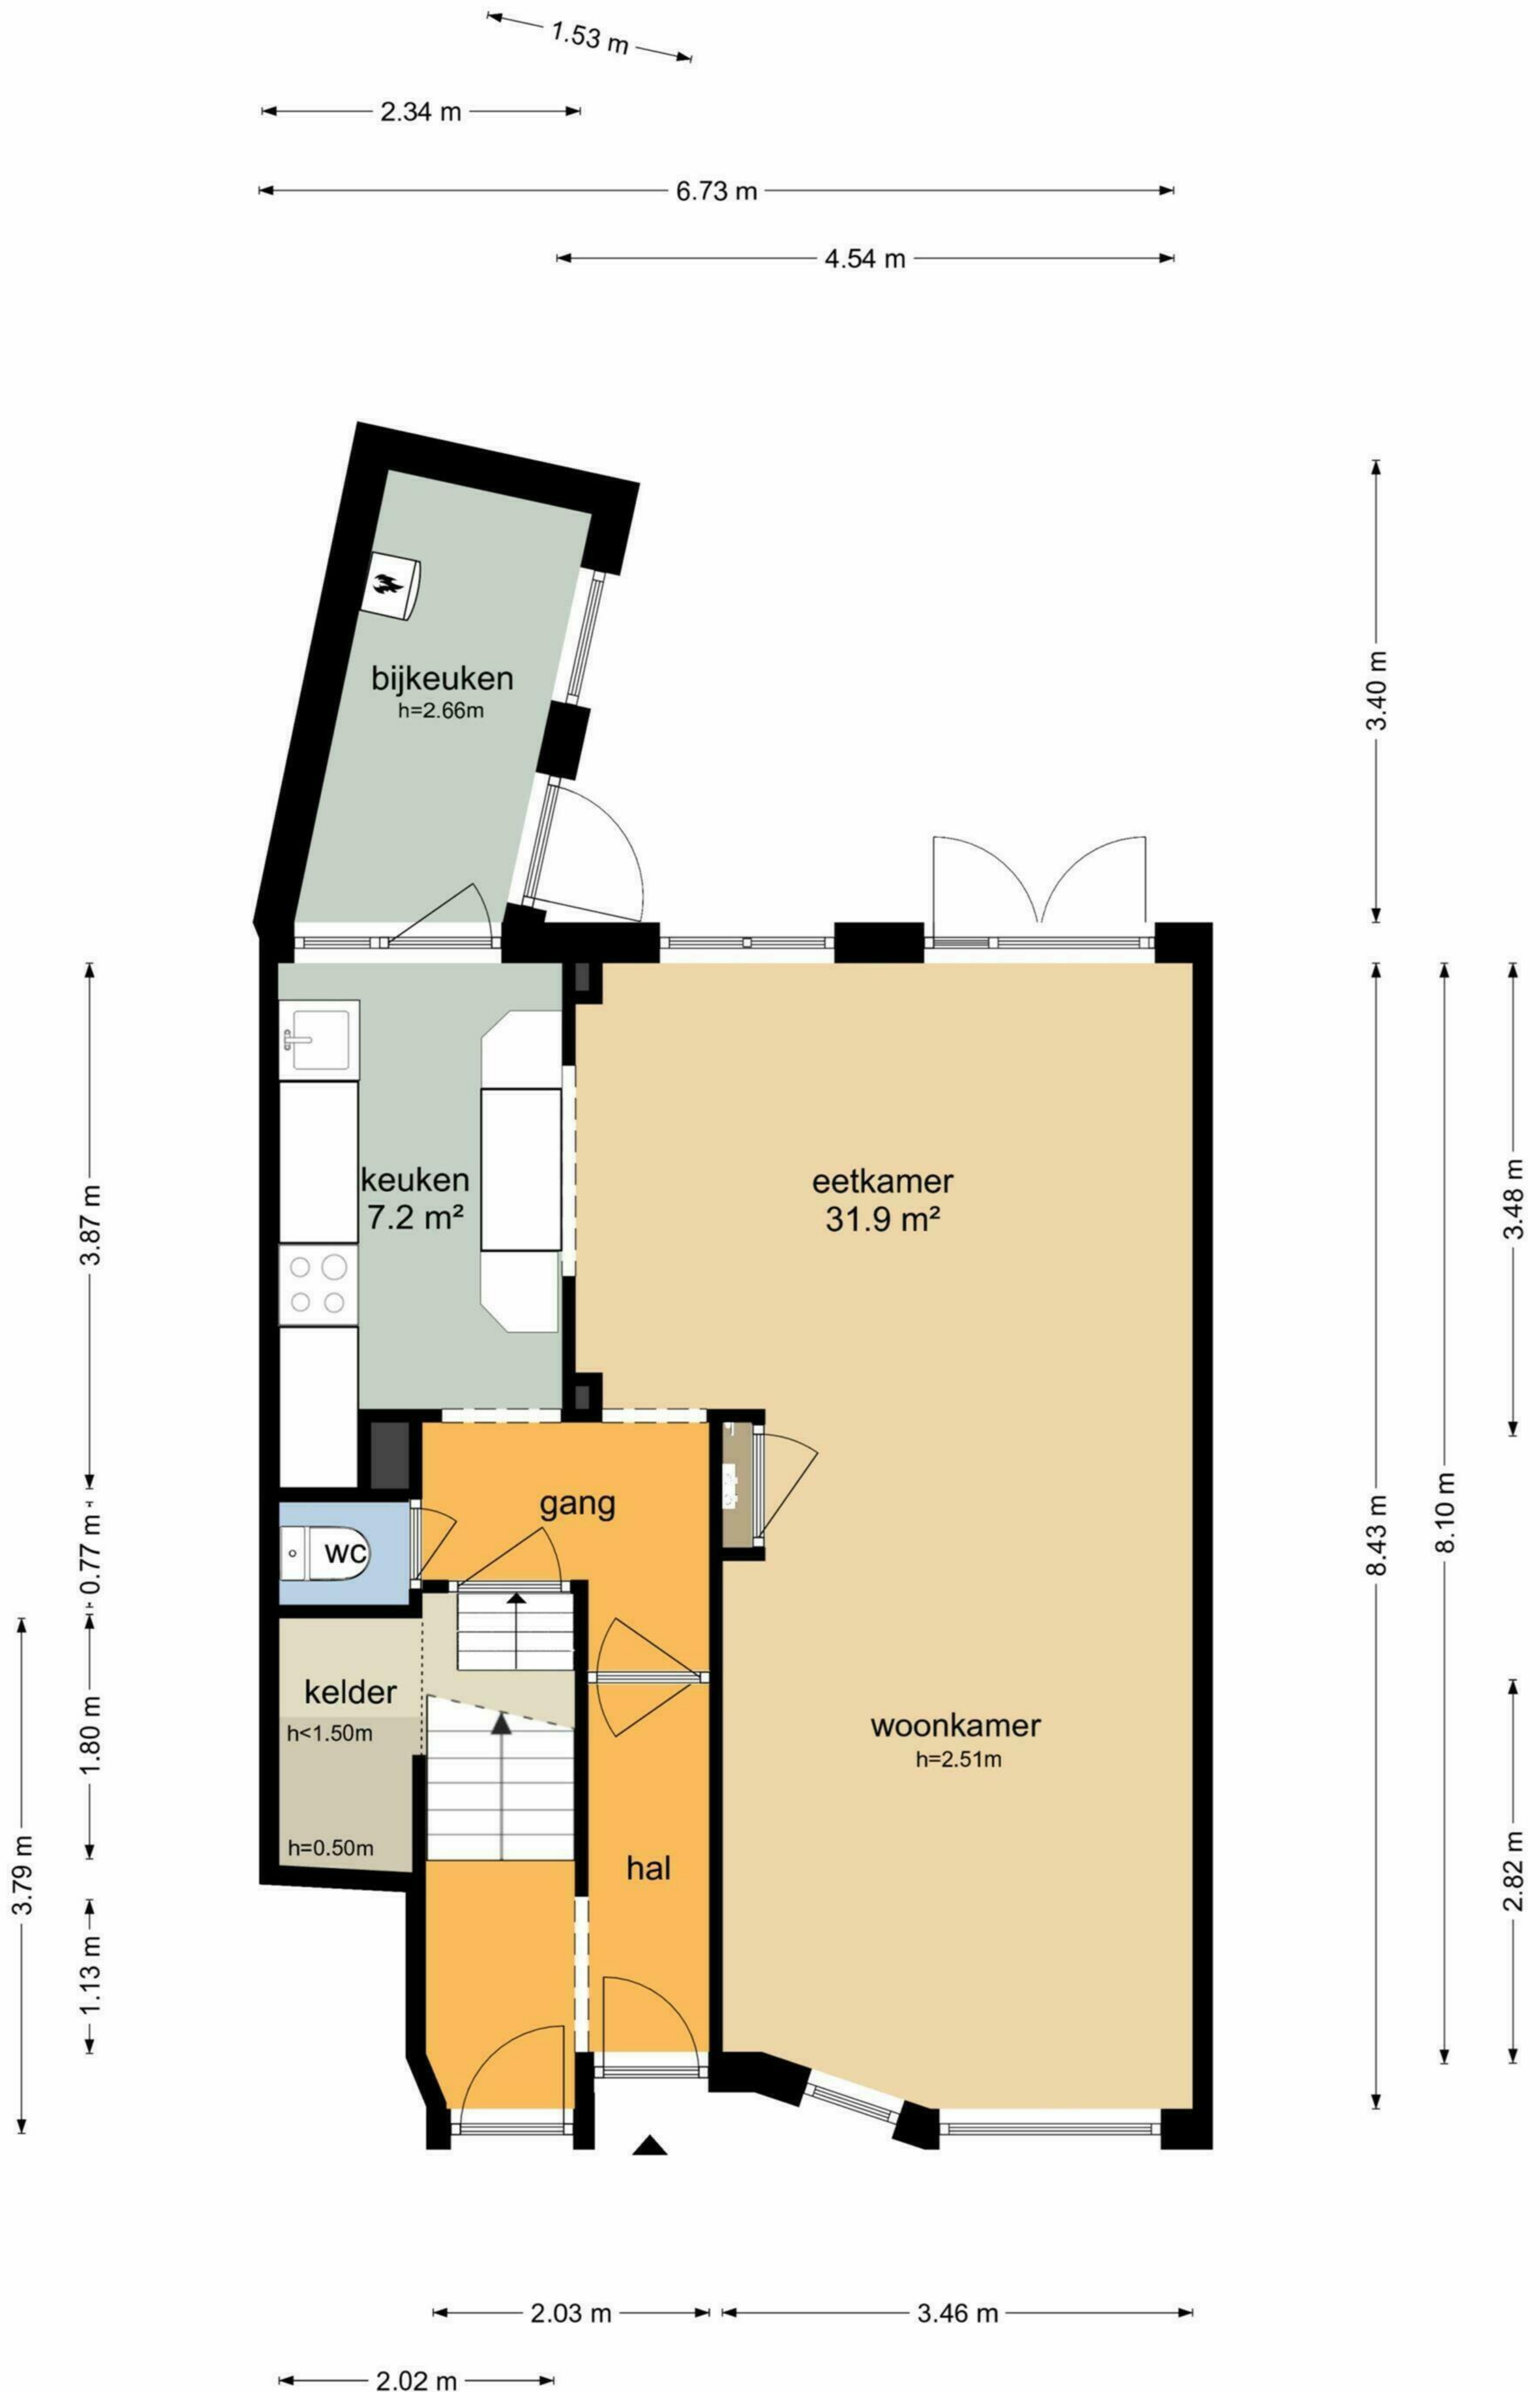 1.53 m
2.34 m
6.73 m
4.54 m
3.40 m
bijkeuken
h=2.66m
3.87 m
keuken
7.2 m²
eetkamer
31.9 m²
3.48 m
8.43 m
8.10 m
gang
0.77 m
wc
kelder
h<1.50m
h=0.50m
1.80 m
3.79 m
1.13 m
woonkamer
h=2.51m
hal
2.82 m
2.03 m
3.46 m
2.02 m